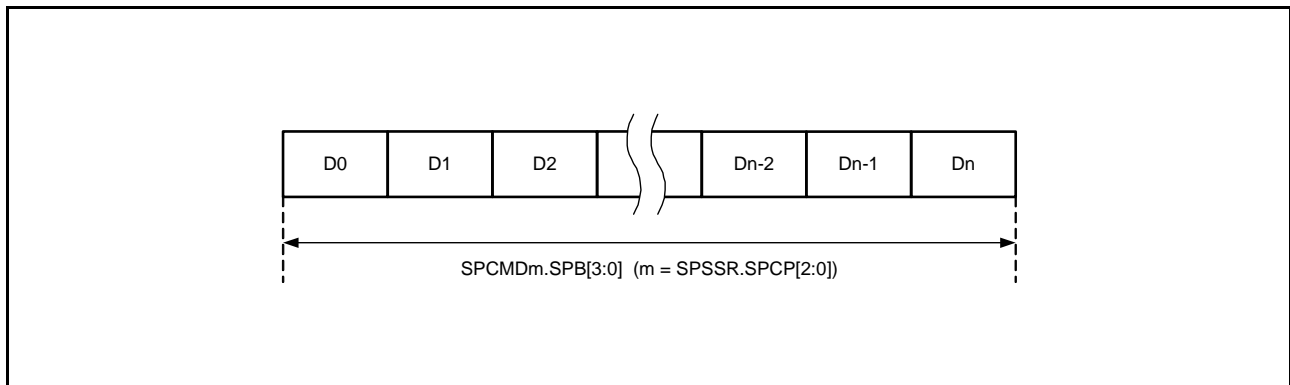 D0 D1 D2 Dn-2 Dn-1 Dn
SPCMDm.SPB[3:0] (m = SPSSR.SPCP[2:0])